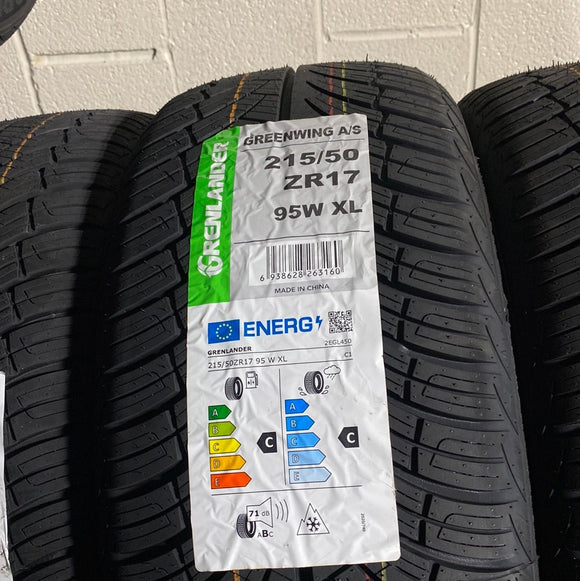 GRENLANDER
GREENWING A/S
215/50
ZR17
95W XL
6 938628 263160
MADE IN CHINA
ENERG
GRENLANDER
2EGL450
215/50ZR17 95 W XL
C1
A
B
C
D
E
C
A
B
C
D
E
C
71 dB
ABC